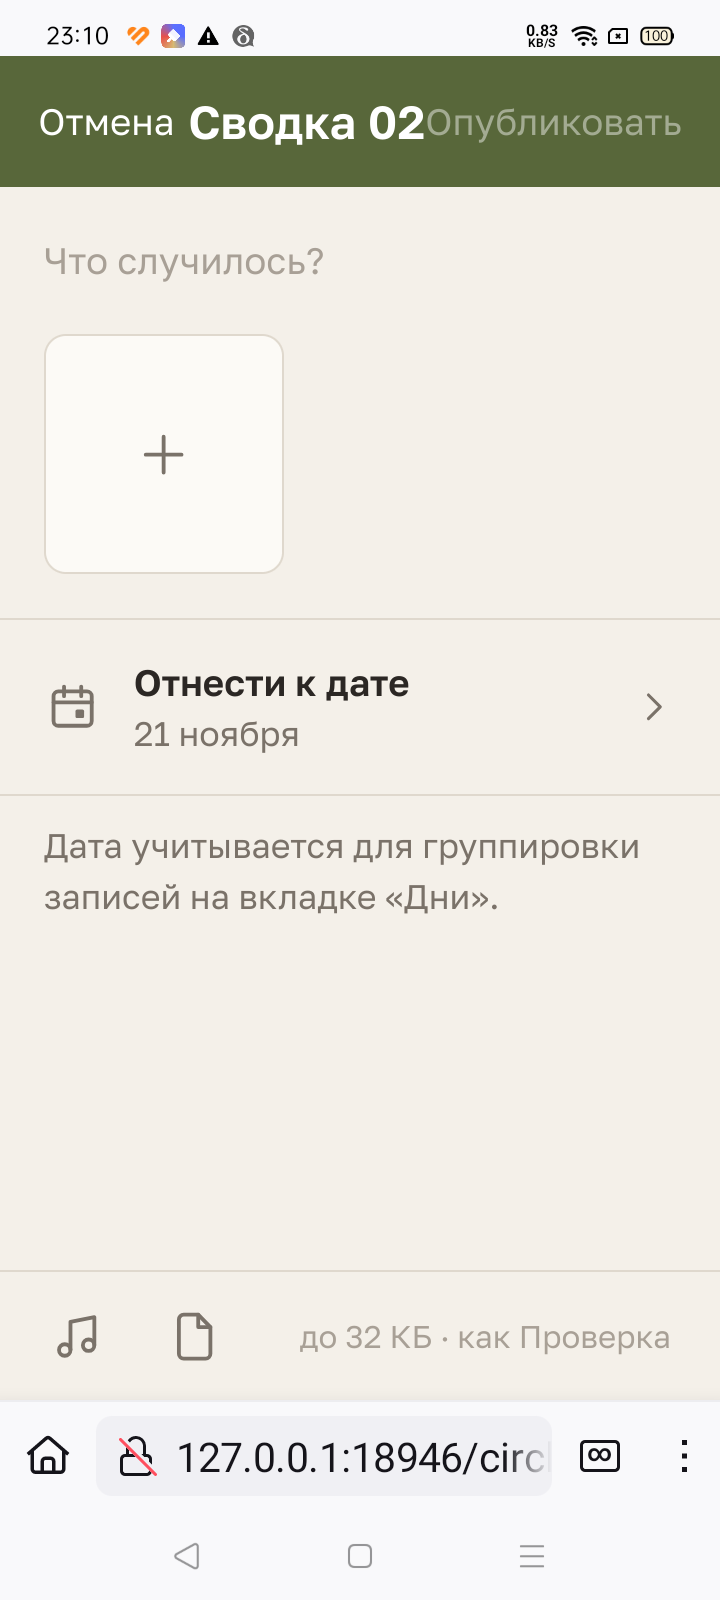 23:10
0.83
KB/S
100
Отмена Сводка 02 Опубликовать
Что случилось?
Отнести к дате
21 ноября
Дата учитывается для группировки
записей на вкладке «Дни».
до 32 КБ · как Проверка
127.0.0.1:18946/circ